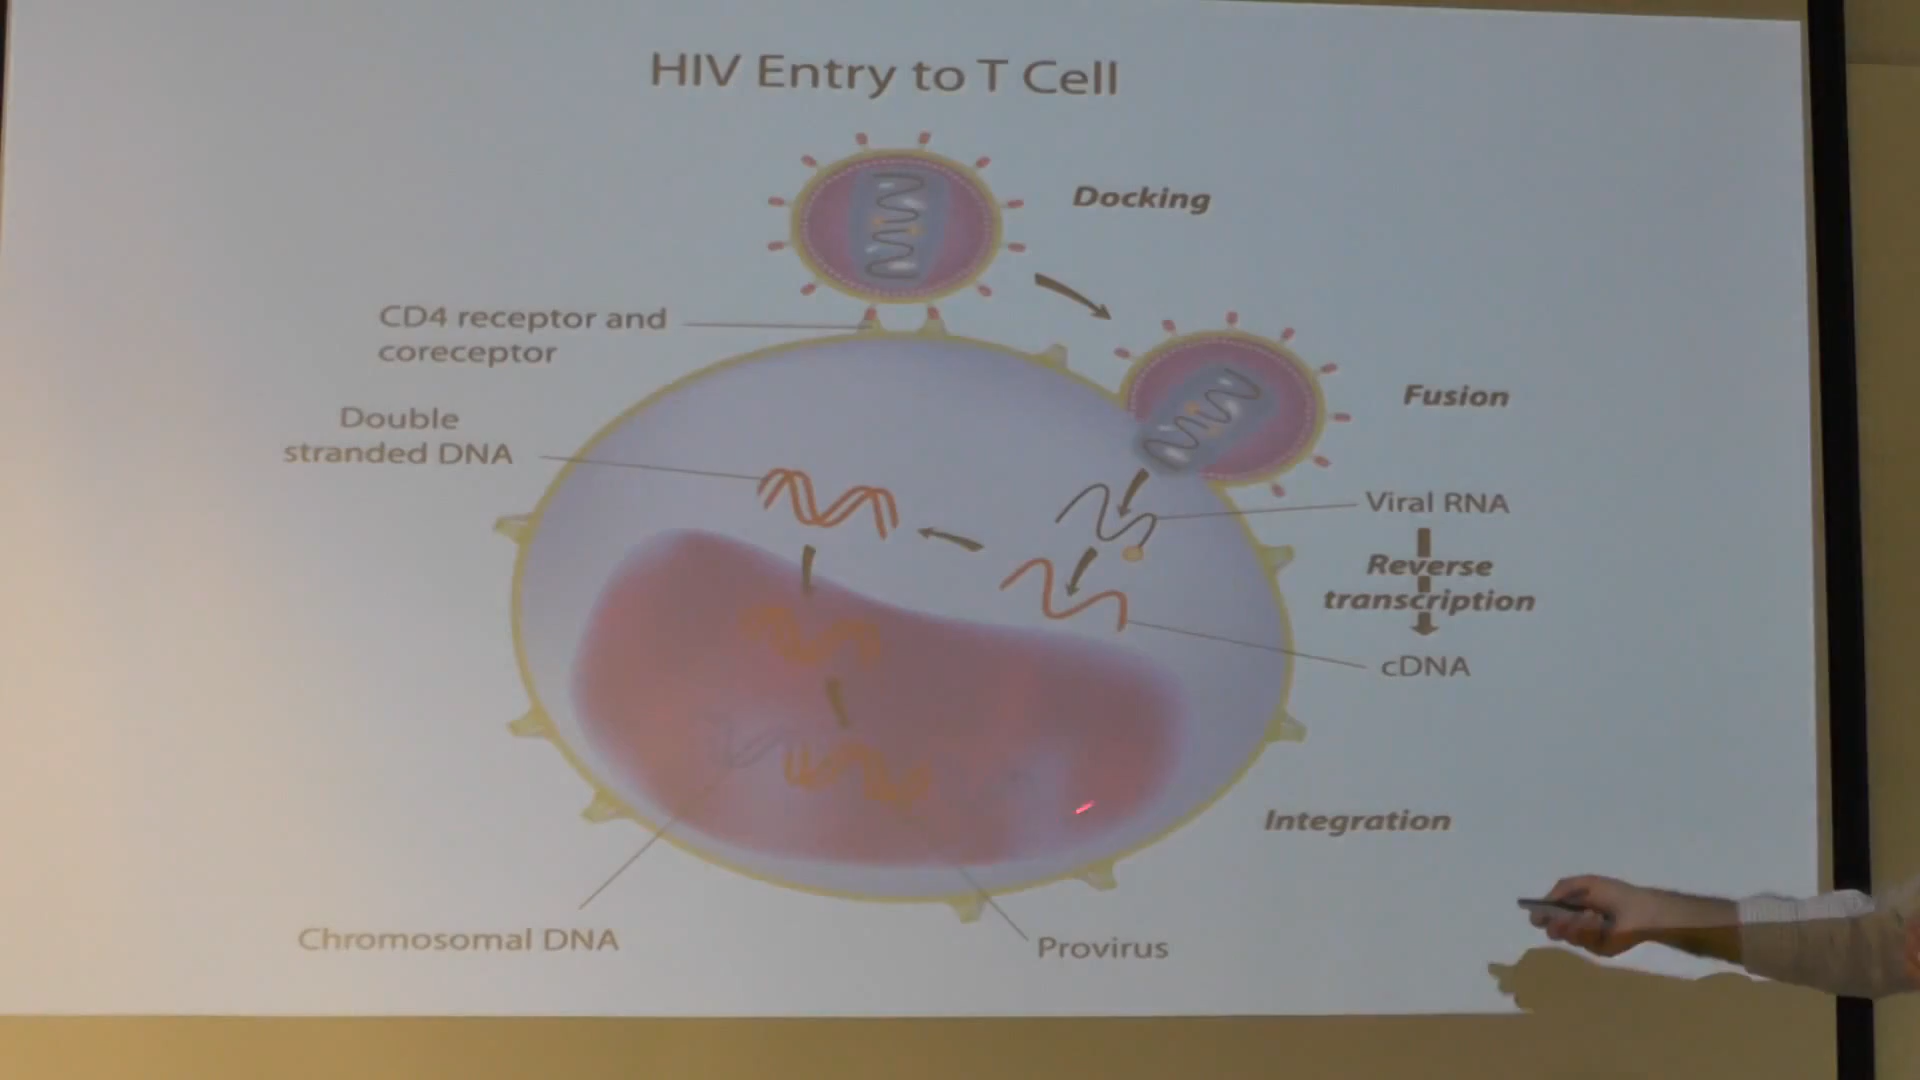 HIV Entry to T Cell
Docking
CD4 receptor and
coreceptor
Fusion
Double
stranded DNA
Viral RNA
Reverse
transcription
cDNA
Integration
Chromosomal DNA
Provirus